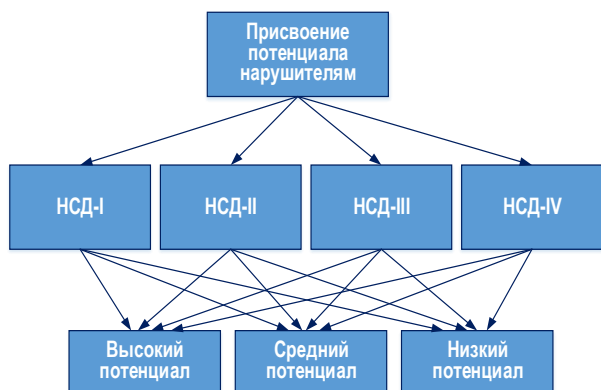 Присвоение
потенциала
нарушителям
НСД-I
НСД-II
НСД-III
НСД-IV
Высокий
потенциал
Средний
потенциал
Низкий
потенциал